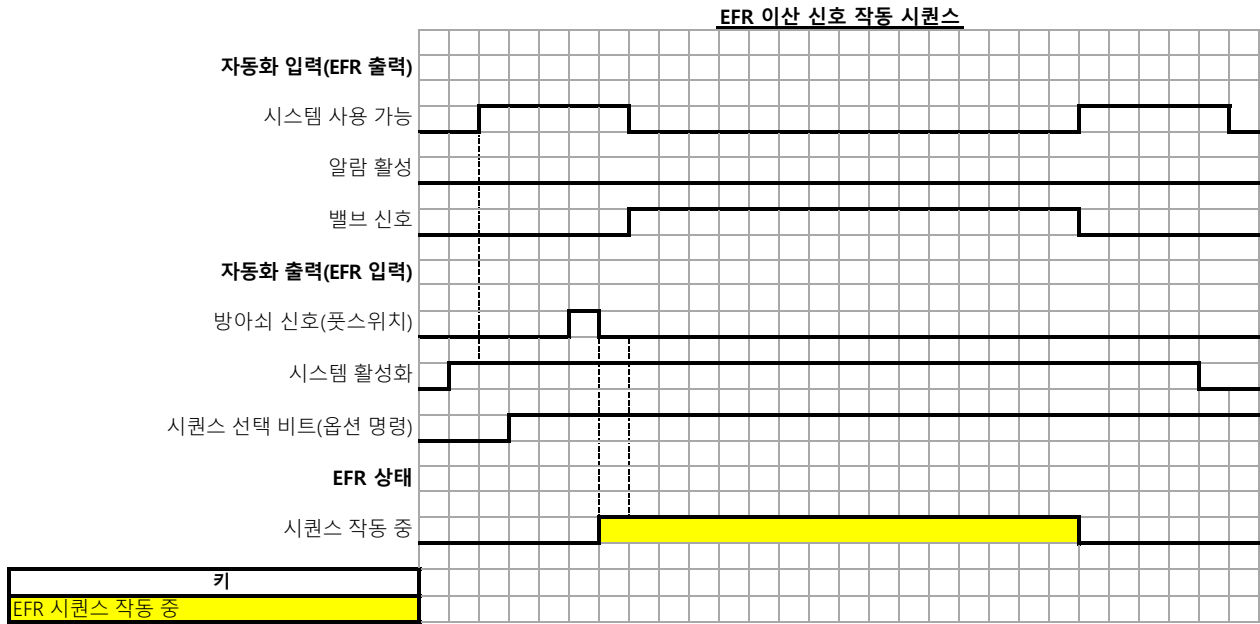 EFR 이산 신호 작동 시퀀스
자동화 입력(EFR 출력)
시스템 사용 가능
알람 활성
밸브 신호
자동화 출력(EFR 입력)
방아쇠 신호(풋스위치)
시스템 활성화
시퀀스 선택 비트(옵션 명령)
EFR 상태
시퀀스 작동 중
키
EFR 시퀀스 작동 중